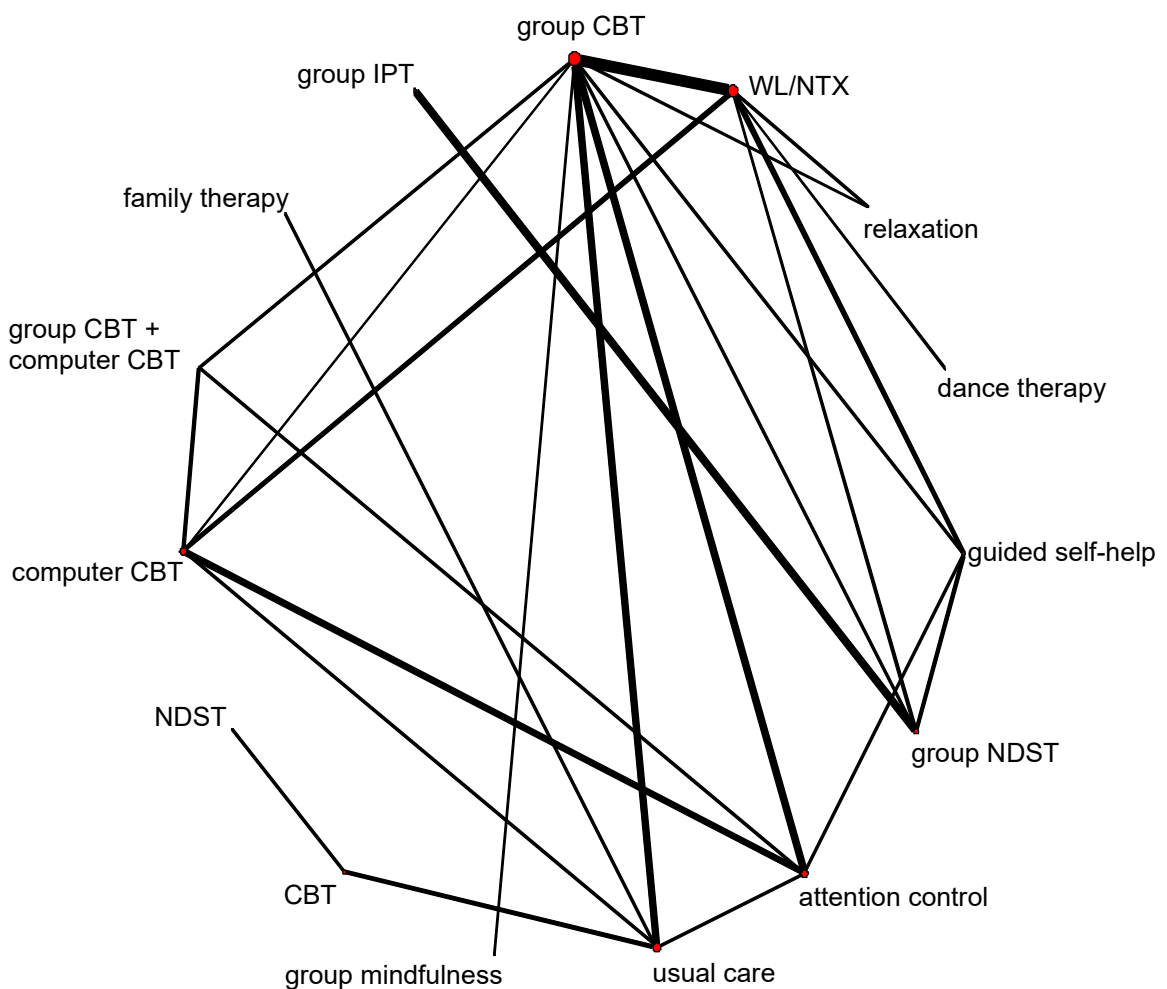 group CBT
group IPT
WL/NTX
family therapy
relaxation
group CBT +
computer CBT
dance therapy
guided self-help
computer CBT
NDST
group NDST
CBT
attention control
group mindfulness
usual care